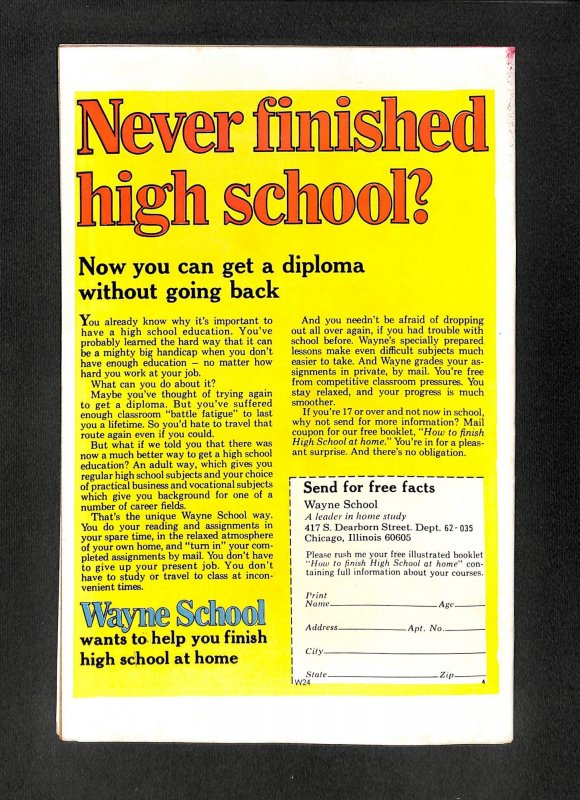 Never finished
high school?
Now you can get a diploma
without going back
You already know why it's important to
have a high school education. You've
probably learned the hard way that it can
be a mighty big handicap when you don't
have enough education — no matter how
hard you work at your job.
What can you do about it?
Maybe you've thought of trying again
to get a diploma. But you've suffered
enough classroom "battle fatigue" to last
you a lifetime. So you'd hate to travel that
route again even if you could.
But what if we told you that there was
now a much better way to get a high school
education? An adult way, which gives you
regular high school subjects and your choice
of practical business and vocational subjects
which give you background for one of a
number of career fields.
That's the unique Wayne School way.
You do your reading and assignments in
your spare time, in the relaxed atmosphere
of your own home, and "turn in" your com-
pleted assignments by mail. You don't have
to give up your present job. You don't
have to study or travel to class at incon-
venient times.
Wayne School
wants to help you finish
high school at home
And you needn't be afraid of dropping
out all over again, if you had trouble with
school before. Wayne's specially prepared
lessons make even difficult subjects much
easier to take. And Wayne grades your as-
signments in private, by mail. You're free
from competitive classroom pressures. You
stay relaxed, and your progress is much
smoother.
If you're 17 or over and not now in school,
why not send for more information? Mail
coupon for our free booklet, "How to finish
High School at home." You're in for a pleas-
ant surprise. And there's no obligation.
Send for free facts
Wayne School
A leader in home study
417 S. Dearborn Street. Dept. 62-035
Chicago, Illinois 60605
Please rush me your free illustrated booklet
"How to finish High School at home" con-
taining full information about your courses.
Print
Name Age
Address Apt. No.
City
State Zip
W24 4